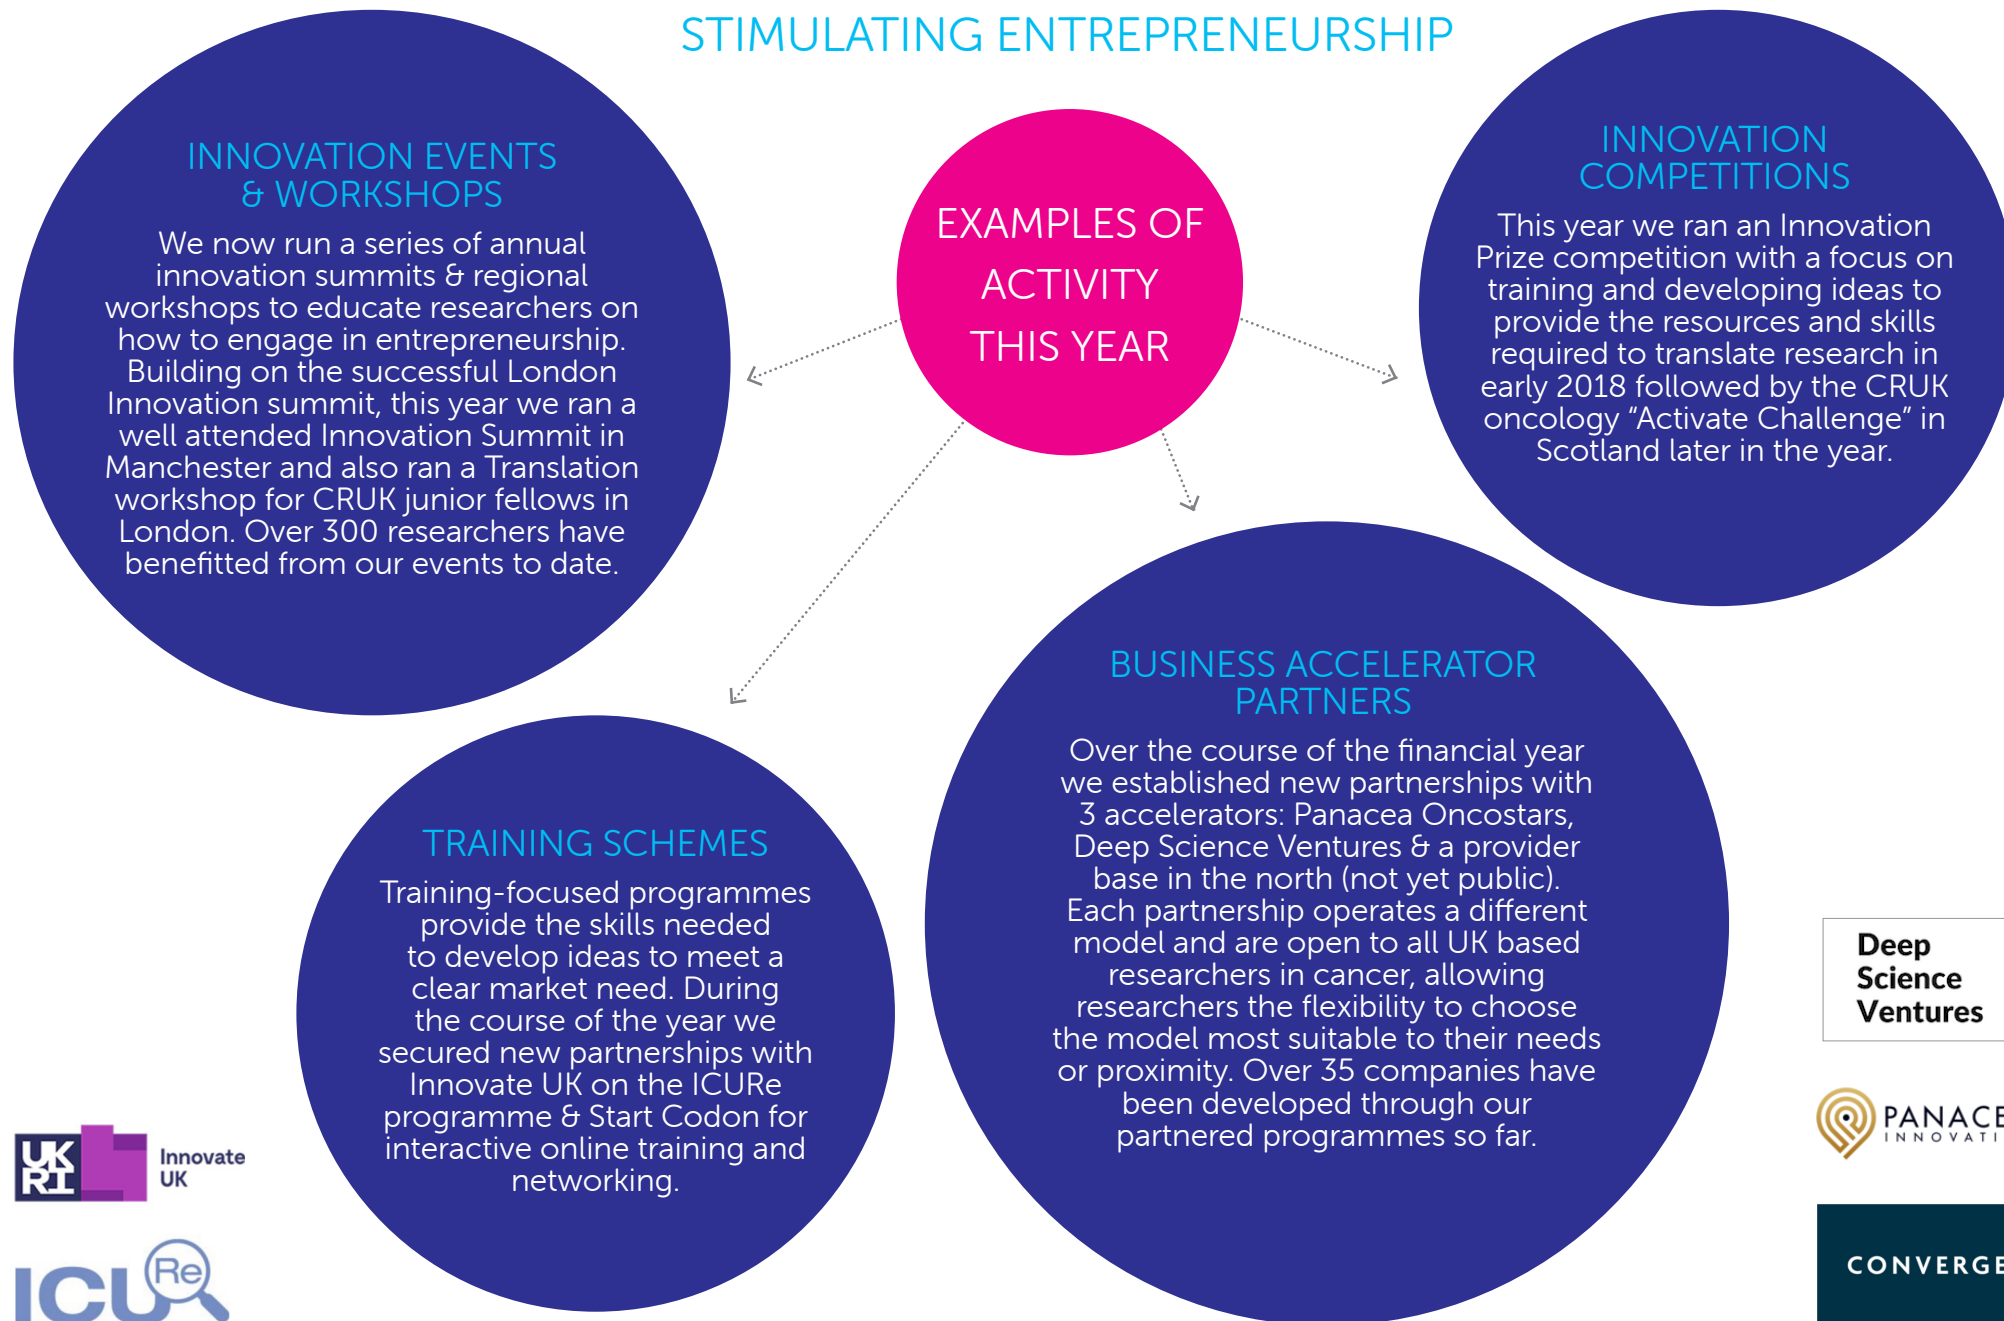 STIMULATING ENTREPRENEURSHIP
INNOVATION EVENTS
& WORKSHOPS
We now run a series of annual
innovation summits & regional
workshops to educate researchers on
how to engage in entrepreneurship.
Building on the successful London
Innovation summit, this year we ran a
well attended Innovation Summit in
Manchester and also ran a Translation
workshop for CRUK junior fellows in
London. Over 300 researchers have
benefitted from our events to date.
EXAMPLES OF
ACTIVITY
THIS YEAR
INNOVATION
COMPETITIONS
This year we ran an Innovation
Prize competition with a focus on
training and developing ideas to
provide the resources and skills
required to translate research in
early 2018 followed by the CRUK
oncology “Activate Challenge” in
Scotland later in the year.
TRAINING SCHEMES
Training-focused programmes
provide the skills needed
to develop ideas to meet a
clear market need. During
the course of the year we
secured new partnerships with
Innovate UK on the ICURe
programme & Start Codon for
interactive online training and
networking.
BUSINESS ACCELERATOR
PARTNERS
Over the course of the financial year
we established new partnerships with
3 accelerators: Panacea Oncostars,
Deep Science Ventures & a provider
base in the north (not yet public).
Each partnership operates a different
model and are open to all UK based
researchers in cancer, allowing
researchers the flexibility to choose
the model most suitable to their needs
or proximity. Over 35 companies have
been developed through our
partnered programmes so far.
UK
RI
Innovate
UK
ICURe
Deep
Science
Ventures
PANACE
INNOVATI
CONVERGE